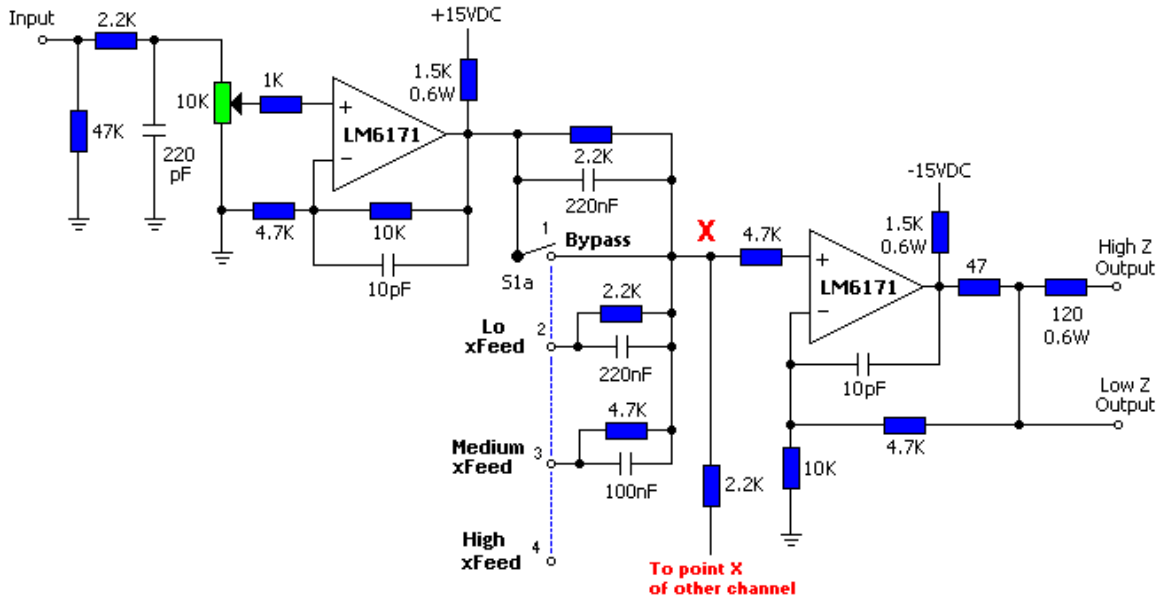 Input
2.2K
47K
220
pF
10K
1K
+
LM6171
−
4.7K
10K
10pF
+15VDC
1.5K
0.6W
2.2K
220nF
1
Bypass
S1a
2.2K
Lo
xFeed
2
220nF
4.7K
Medium
xFeed
3
100nF
High
xFeed
4
X
2.2K
To point X
of other channel
4.7K
+
LM6171
−
-15VDC
1.5K
0.6W
47
High Z
Output
120
0.6W
10pF
Low Z
Output
4.7K
10K